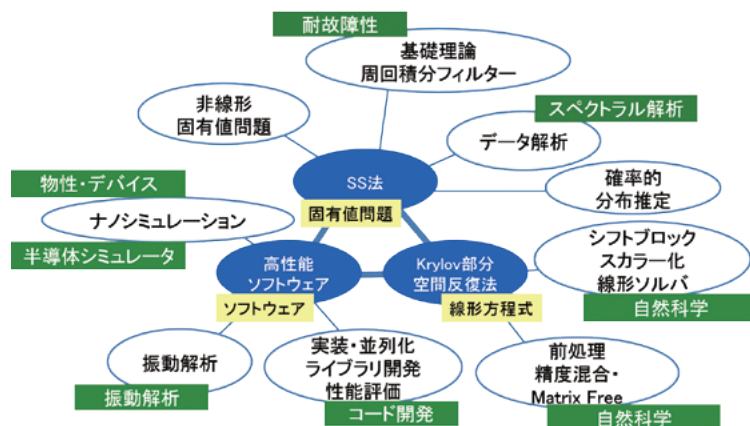 耐故障性
基礎理論
周回積分フィルター
非線形
固有値問題
スペクトラル解析
データ解析
SS法
固有値問題
確率的
分布推定
物性・デバイス
ナノシミュレーション
半導体シミュレータ
高性能
ソフトウェア
ソフトウェア
Krylov部分
空間反復法
線形方程式
シフトブロック
スカラー化
線形ソルバ
自然科学
振動解析
振動解析
実装・並列化
ライブラリ開発
性能評価
コード開発
前処理
精度混合・
Matrix Free
自然科学